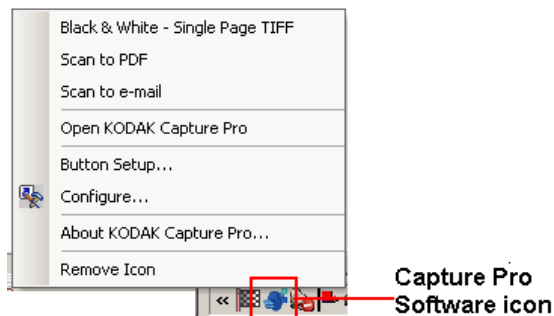 Black & White - Single Page TIFF
Scan to PDF
Scan to e-mail
Open KODAK Capture Pro
Button Setup...
Configure...
About KODAK Capture Pro...
Remove Icon
«
Capture Pro
Software icon